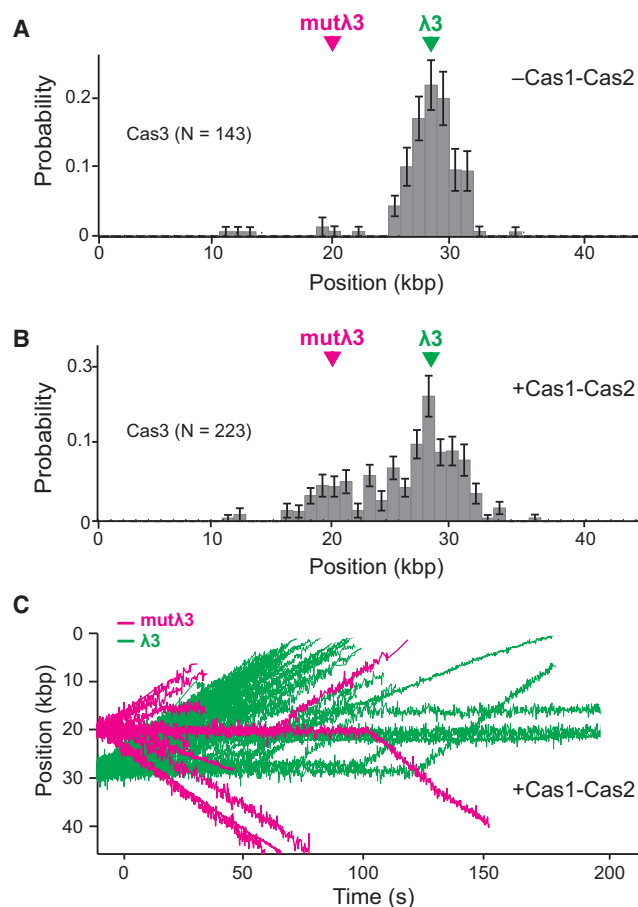 A
mutλ3
λ3
–Cas1-Cas2
0.2
0.1
0
Probability
Cas3 (N = 143)
0
10
20
30
40
Position (kbp)
B
mutλ3
λ3
+Cas1-Cas2
0.3
0.1
0
Probability
Cas3 (N = 223)
0
10
20
30
40
Position (kbp)
C
mutλ3
λ3
0
10
20
30
40
Position (kbp)
+Cas1-Cas2
0
50
100
150
200
Time (s)